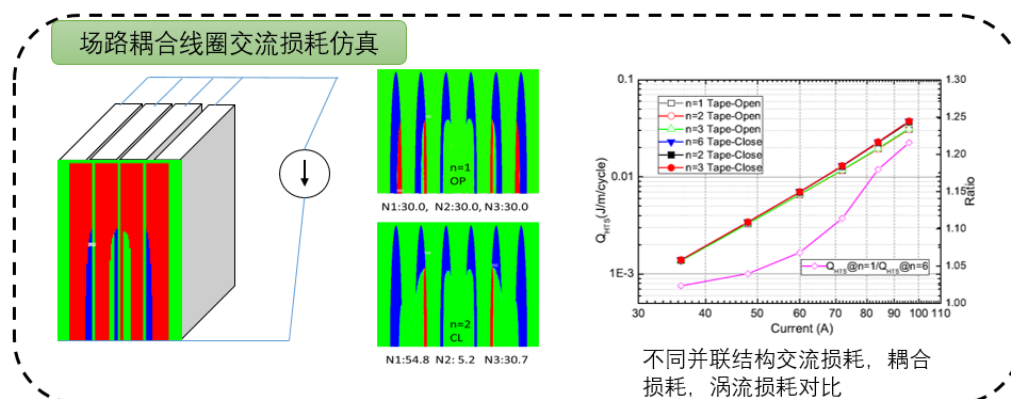 场路耦合线圈交流损耗仿真
n=1
OP
N1:30.0, N2:30.0, N3:30.0
n=2
CL
N1:54.8 N2: 5.2 N3:30.7
0.1
0.01
1E-3
Q_HTS(J/m/cycle)
n=1 Tape-Open
n=2 Tape-Open
n=3 Tape-Open
n=6 Tape-Close
n=2 Tape-Close
n=3 Tape-Close
Q_HTS@n=1/Q_HTS@n=6
1.30
1.25
1.20
1.15
1.10
1.05
1.00
Ratio
30 40 50 60 70 80 90 100 110
Current (A)
不同并联结构交流损耗，耦合
损耗，涡流损耗对比